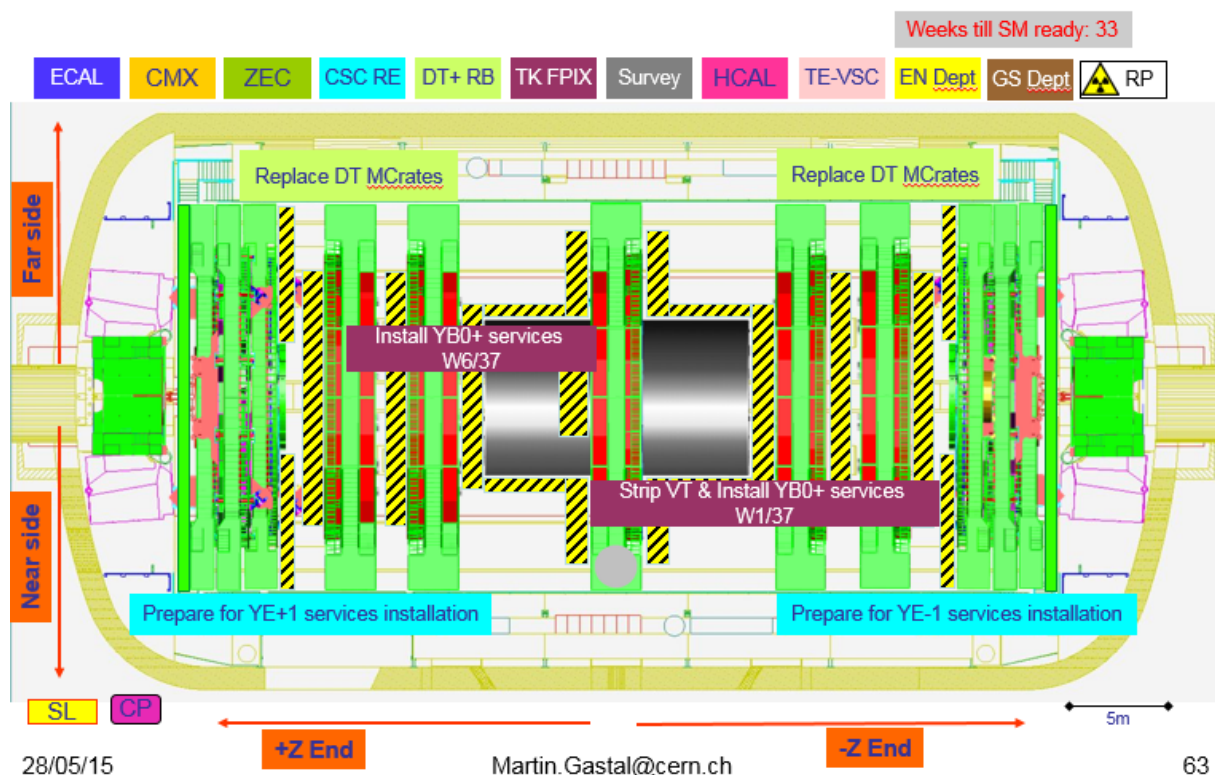 Weeks till SM ready: 33
ECAL CMX ZEC CSC RE DT+ RB TK FPIX Survey HCAL TE-VSC EN Dept GS Dept RP
Far side
Replace DT MCrates
Replace DT MCrates
Install YB0+ services
W6/37
Strip VT & Install YB0+ services
W1/37
Near side
Prepare for YE+1 services installation
Prepare for YE-1 services installation
SL CP
+Z End
-Z End
5m
28/05/15
Martin.Gastal@cern.ch
63